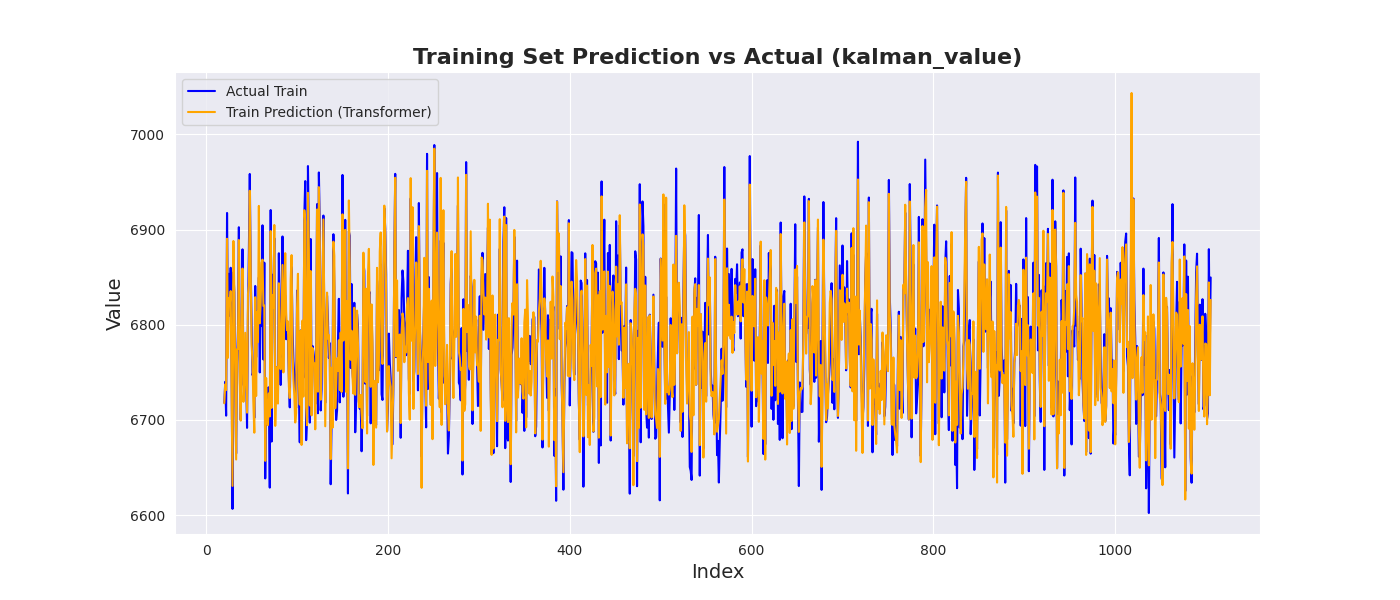 Training Set Prediction vs Actual (kalman_value)
Actual Train
Train Prediction (Transformer)
Value
7000
6900
6800
6700
6600
0 200 400 600 800 1000
Index